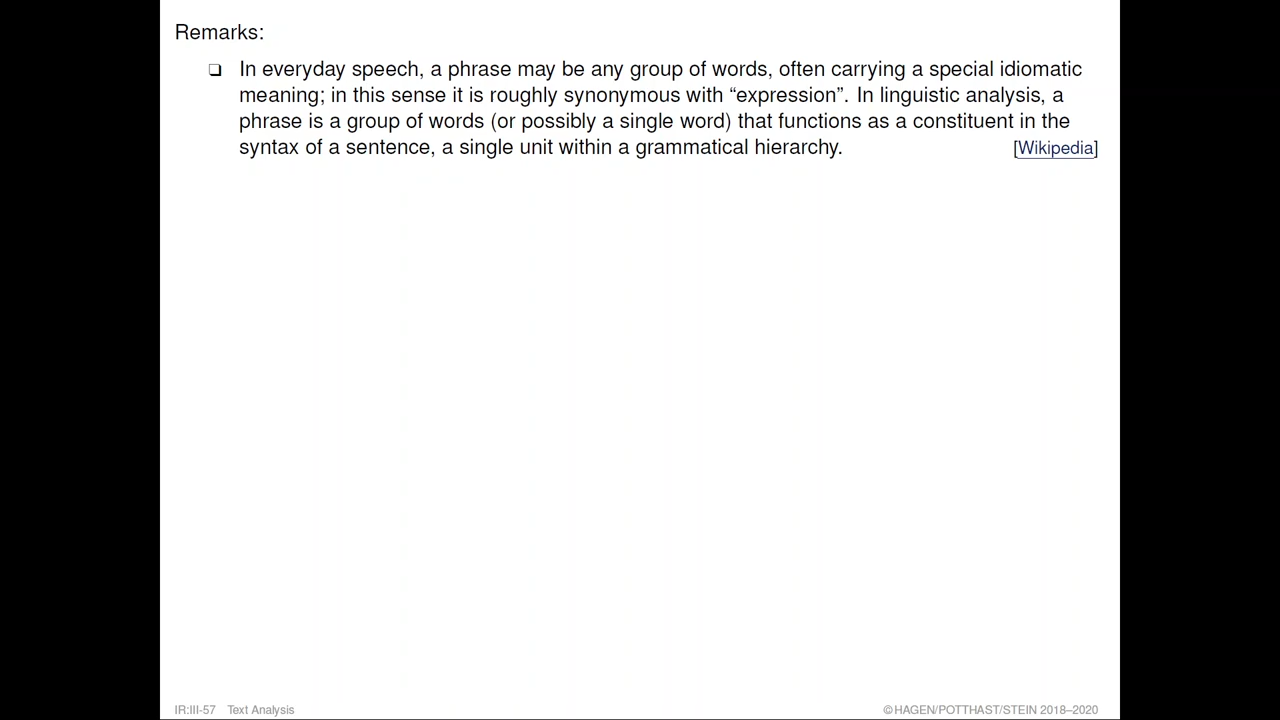 Remarks:
❑ In everyday speech, a phrase may be any group of words, often carrying a special idiomatic
meaning; in this sense it is roughly synonymous with “expression”. In linguistic analysis, a
phrase is a group of words (or possibly a single word) that functions as a constituent in the
syntax of a sentence, a single unit within a grammatical hierarchy. [Wikipedia]
IR:III-57 Text Analysis ©HAGEN/POTTHAST/STEIN 2018–2020